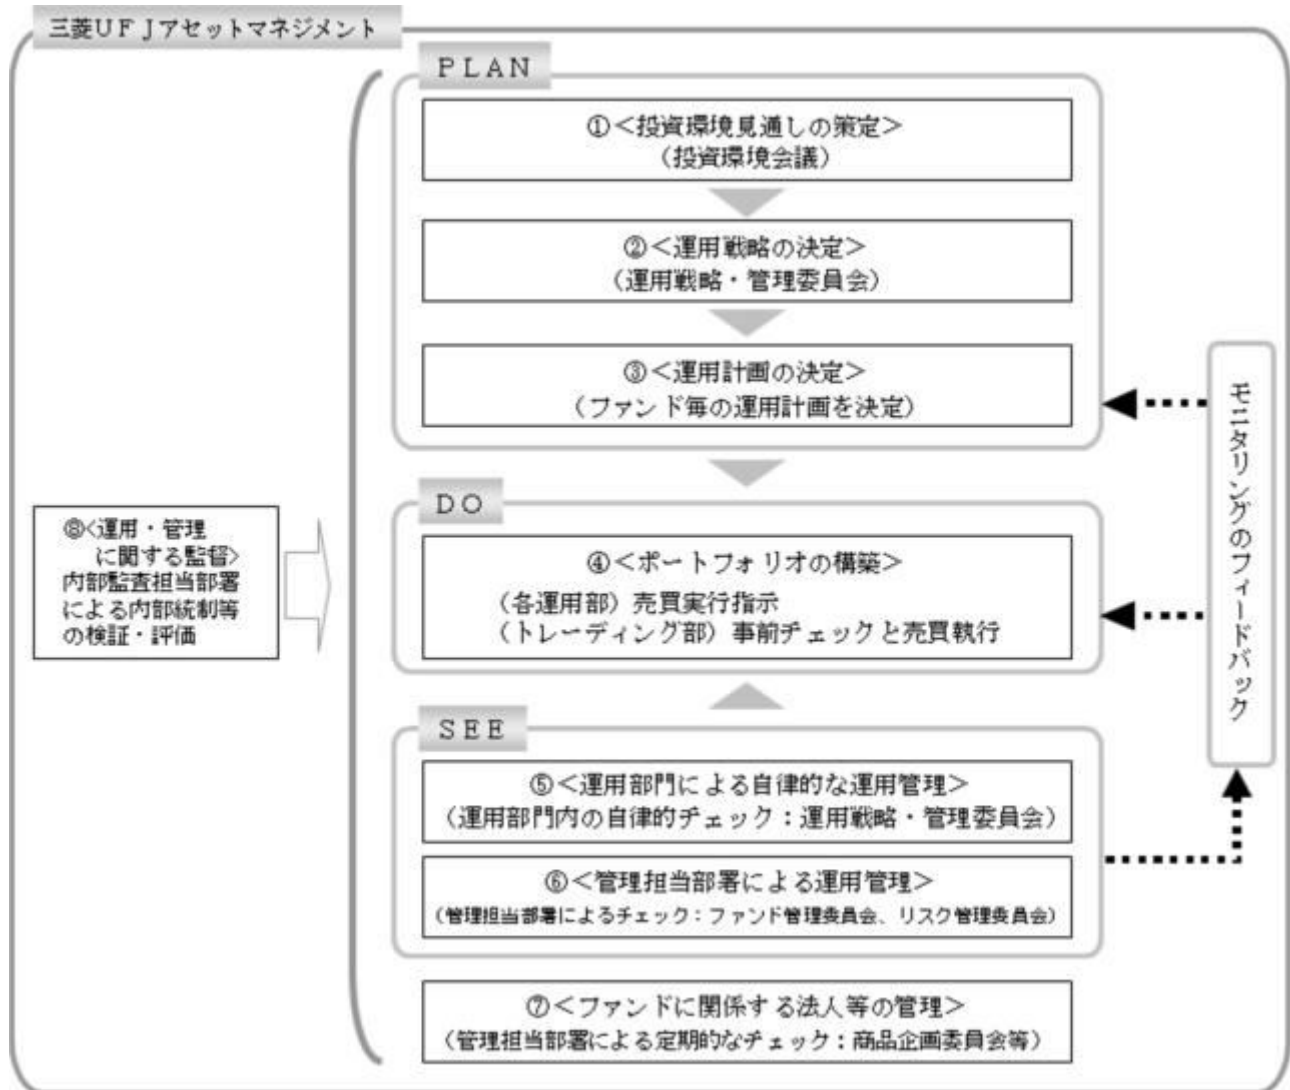 三菱ＵＦＪアセットマネジメント
ＰＬＡＮ
①＜投資環境見通しの策定＞
（投資環境会議）
②＜運用戦略の決定＞
（運用戦略・管理委員会）
③＜運用計画の決定＞
（ファンド毎の運用計画を決定）
ＤＯ
④＜ポートフォリオの構築＞
（各運用部）売買実行指示
（トレーディング部）事前チェックと売買執行
ＳＥＥ
⑤＜運用部門による自律的な運用管理＞
（運用部門内の自律的チェック：運用戦略・管理委員会）
⑥＜管理担当部署による運用管理＞
（管理担当部署によるチェック：ファンド管理委員会、リスク管理委員会）
⑦＜ファンドに関係する法人等の管理＞
（管理担当部署による定期的なチェック：商品企画委員会等）
⑧<運用・管理
に関する監督>
内部監査担当部署
による内部統制等
の検証・評価
モニタリングのフィードバック